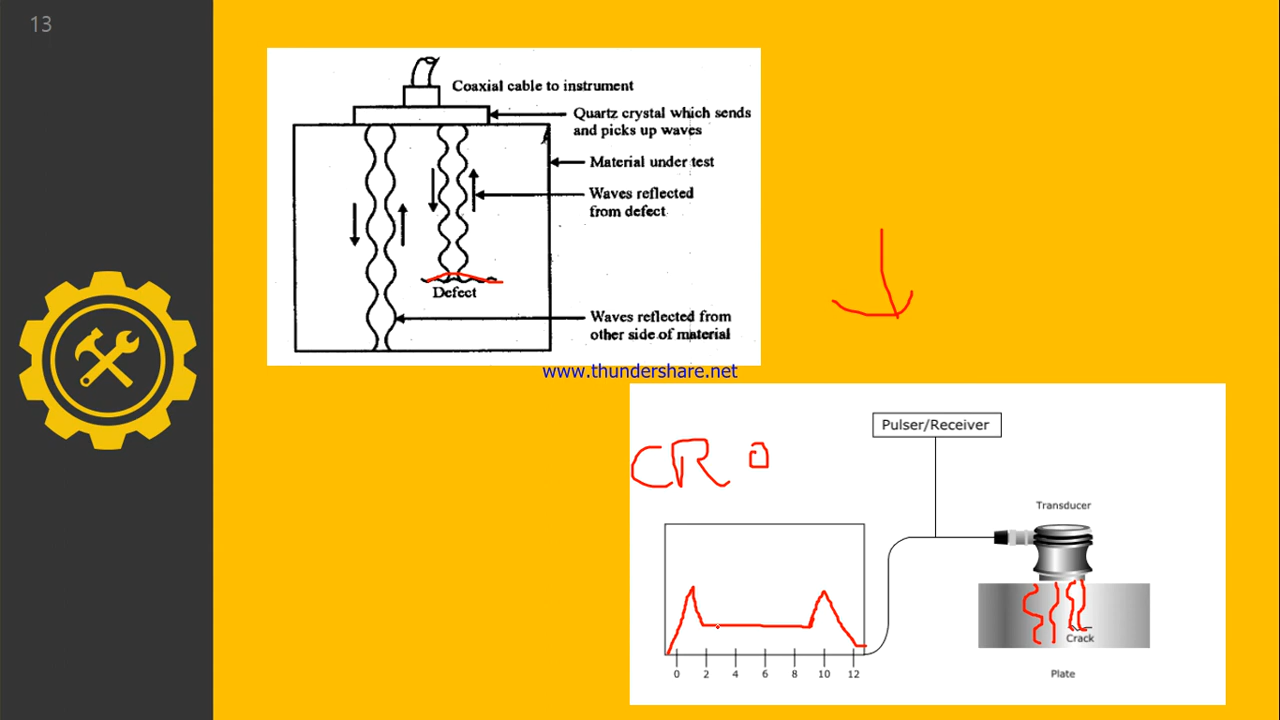 13
Coaxial cable to instrument
Quartz crystal which sends
and picks up waves
Material under test
Waves reflected
from defect
Defect
Waves reflected from
other side of material
www.thundershare.net
Pulser/Receiver
CRO
Transducer
Crack
0 2 4 6 8 10 12
Plate